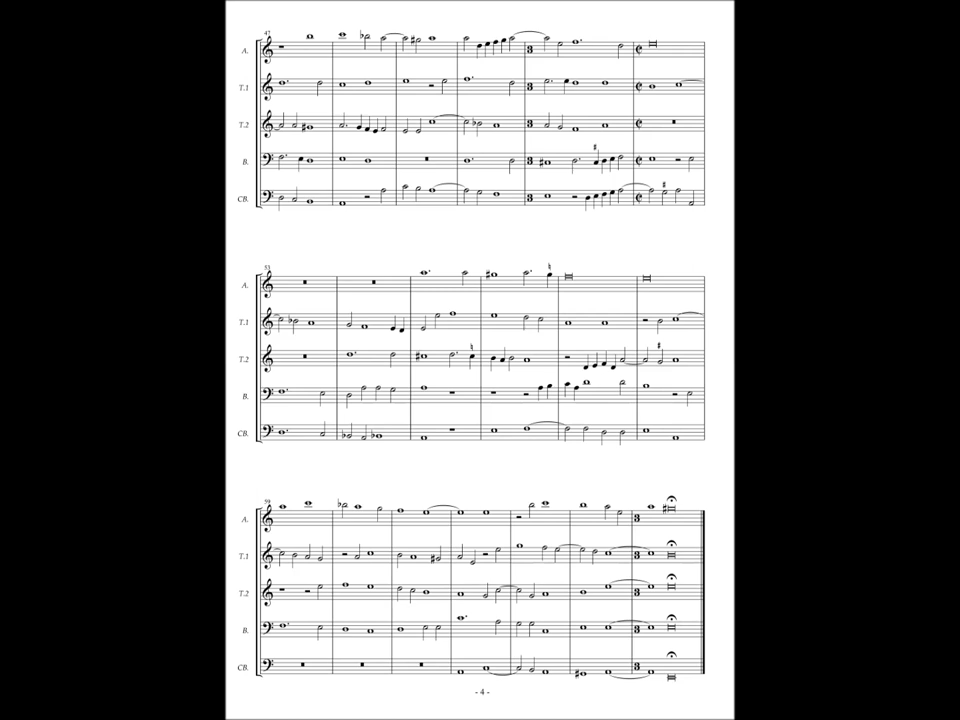 47
A.
T.1
T.2
B.
CB.
53
A.
T.1
T.2
B.
CB.
59
A.
T.1
T.2
B.
CB.
- 4 -